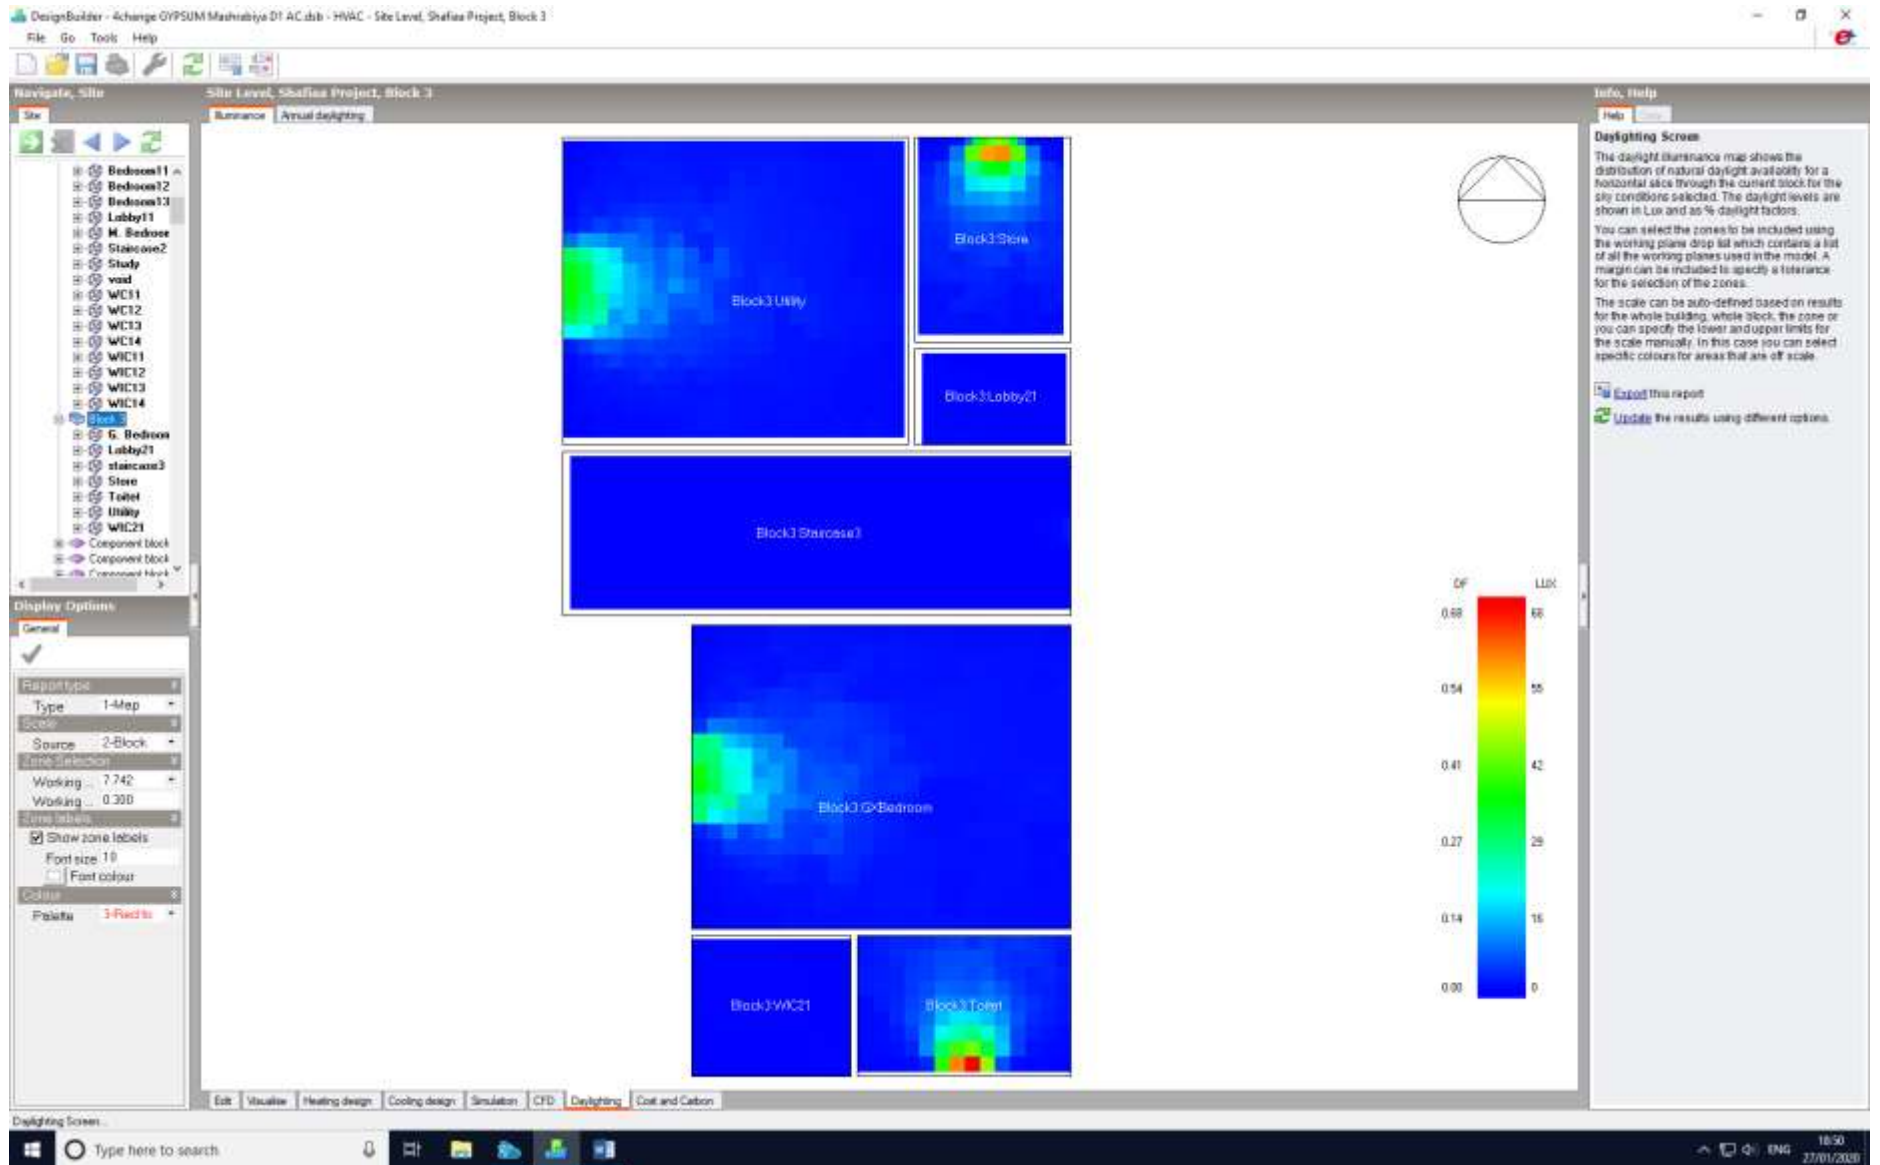 DesignBuilder - 4change GYPSUM Mashrabiya D1 AC.dsb - HVAC - Site Level, Shafiaa Project, Block 3
File Go Tools Help
Navigate, Site
Site
Bedroom11
Bedroom12
Bedroom13
Lobby11
M. Bedroor
Staircase2
Study
void
WC11
WC12
WC13
WC14
WIC11
WIC12
WIC13
WIC14
Block 3
G. Bedroon
Lobby21
staircase3
Store
Toitet
Utility
WIC21
Component block
Component block
Component block
Display Options
General
Report type
Type 1-Map
Scale
Source 2-Block
Zone Selection
Working ... 7.742
Working ... 0.300
Zone labels
Show zone labels
Font size 10
Font colour
Colour
Palette 3-Red to
Site Level, Shafiaa Project, Block 3
Illuminance Annual daylighting
Block3:Utility
Block3:Store
Block3:Lobby21
Block3:Staircase3
Block3:GXBedroom
Block3:WIC21
Block3:Toitet
DF LUX
0.68 68
0.54 55
0.41 42
0.27 29
0.14 16
0.00 0
Edit Visualise Heating design Cooling design Simulation CFD Daylighting Cost and Carbon
Info, Help
Help
Daylighting Screen
The daylight illuminance map shows the
distribution of natural daylight availability for a
horizontal slice through the current block for the
sky conditions selected. The daylight levels are
shown in Lux and as % daylight factors.
You can select the zones to be included using
the working plane drop list which contains a list
of all the working planes used in the model. A
margin can be included to specify a tolerance
for the selection of the zones.
The scale can be auto-defined based on results
for the whole building, whole block, the zone or
you can specify the lower and upper limits for
the scale manually. In this case you can select
specific colours for areas that are off scale.
Export this report
Update the results using different options.
Daylighting Screen...
Type here to search
ENG
18:50
27/01/2020